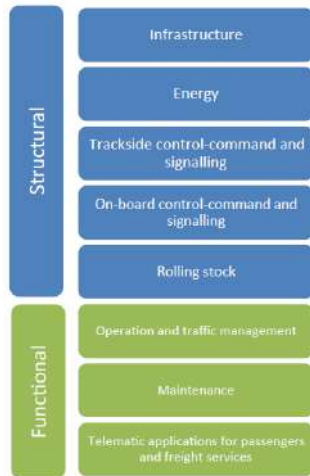 Structural
Infrastructure
Energy
Trackside control-command and
signalling
On-board control-command and
signalling
Rolling stock
Functional
Operation and traffic management
Maintenance
Telematic applications for passengers
and freight services